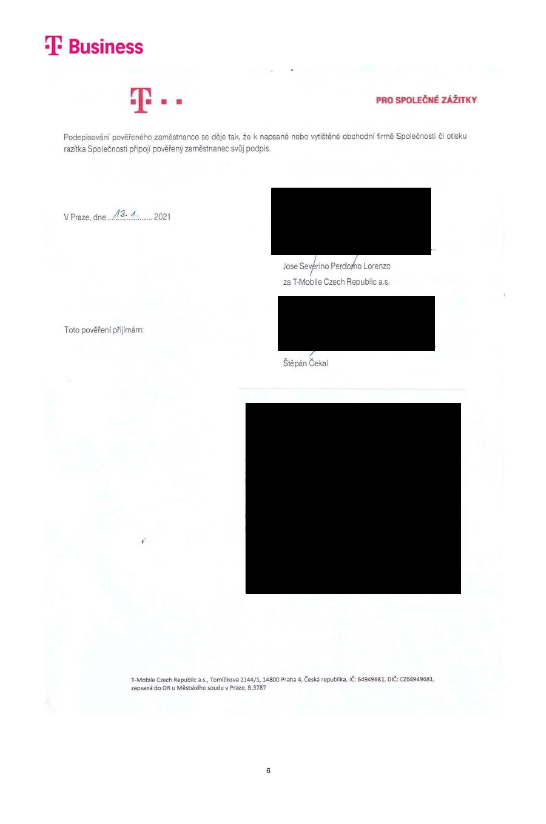 T Business
T
PRO SPOLEČNÉ ZÁŽITKY
Podepisování pověřeného zaměstnance se děje tak, že k napsané nebo vytištěné obchodní firmě Společnosti či otisku
razítka Společnosti připojí pověřený zaměstnanec svůj podpis.
V Praze, dne 13. 1. 2021
Jose Severino Perdomo Lorenzo
za T-Mobile Czech Republic a.s.
Toto pověření přijímám:
Štěpán Čekal
T-Mobile Czech Republic a.s., Tomíčkova 2144/1, 14800 Praha 4, Česká republika, IČ: 64949681, DIČ: CZ64949681,
zapsaná do OR u Městského soudu v Praze, B.3787
6